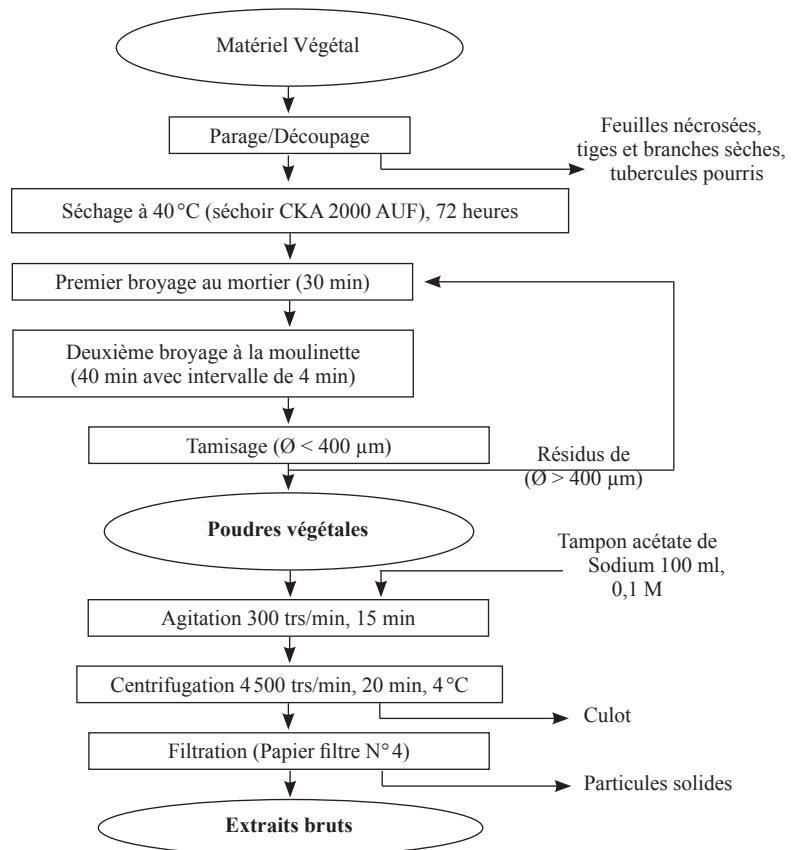 Matériel Végétal
Parage/Découpage
Feuilles nécrosées,
tiges et branches sèches,
tubercules pourris
Séchage à 40 °C (séchoir CKA 2000 AUF), 72 heures
Premier broyage au mortier (30 min)
Deuxième broyage à la moulinette
(40 min avec intervalle de 4 min)
Tamisage (Ø < 400 µm)
Résidus de
(Ø > 400 µm)
Poudres végétales
Tampon acétate de
Sodium 100 ml,
0,1 M
Agitation 300 trs/min, 15 min
Centrifugation 4 500 trs/min, 20 min, 4 °C
Culot
Filtration (Papier filtre N° 4)
Particules solides
Extraits bruts